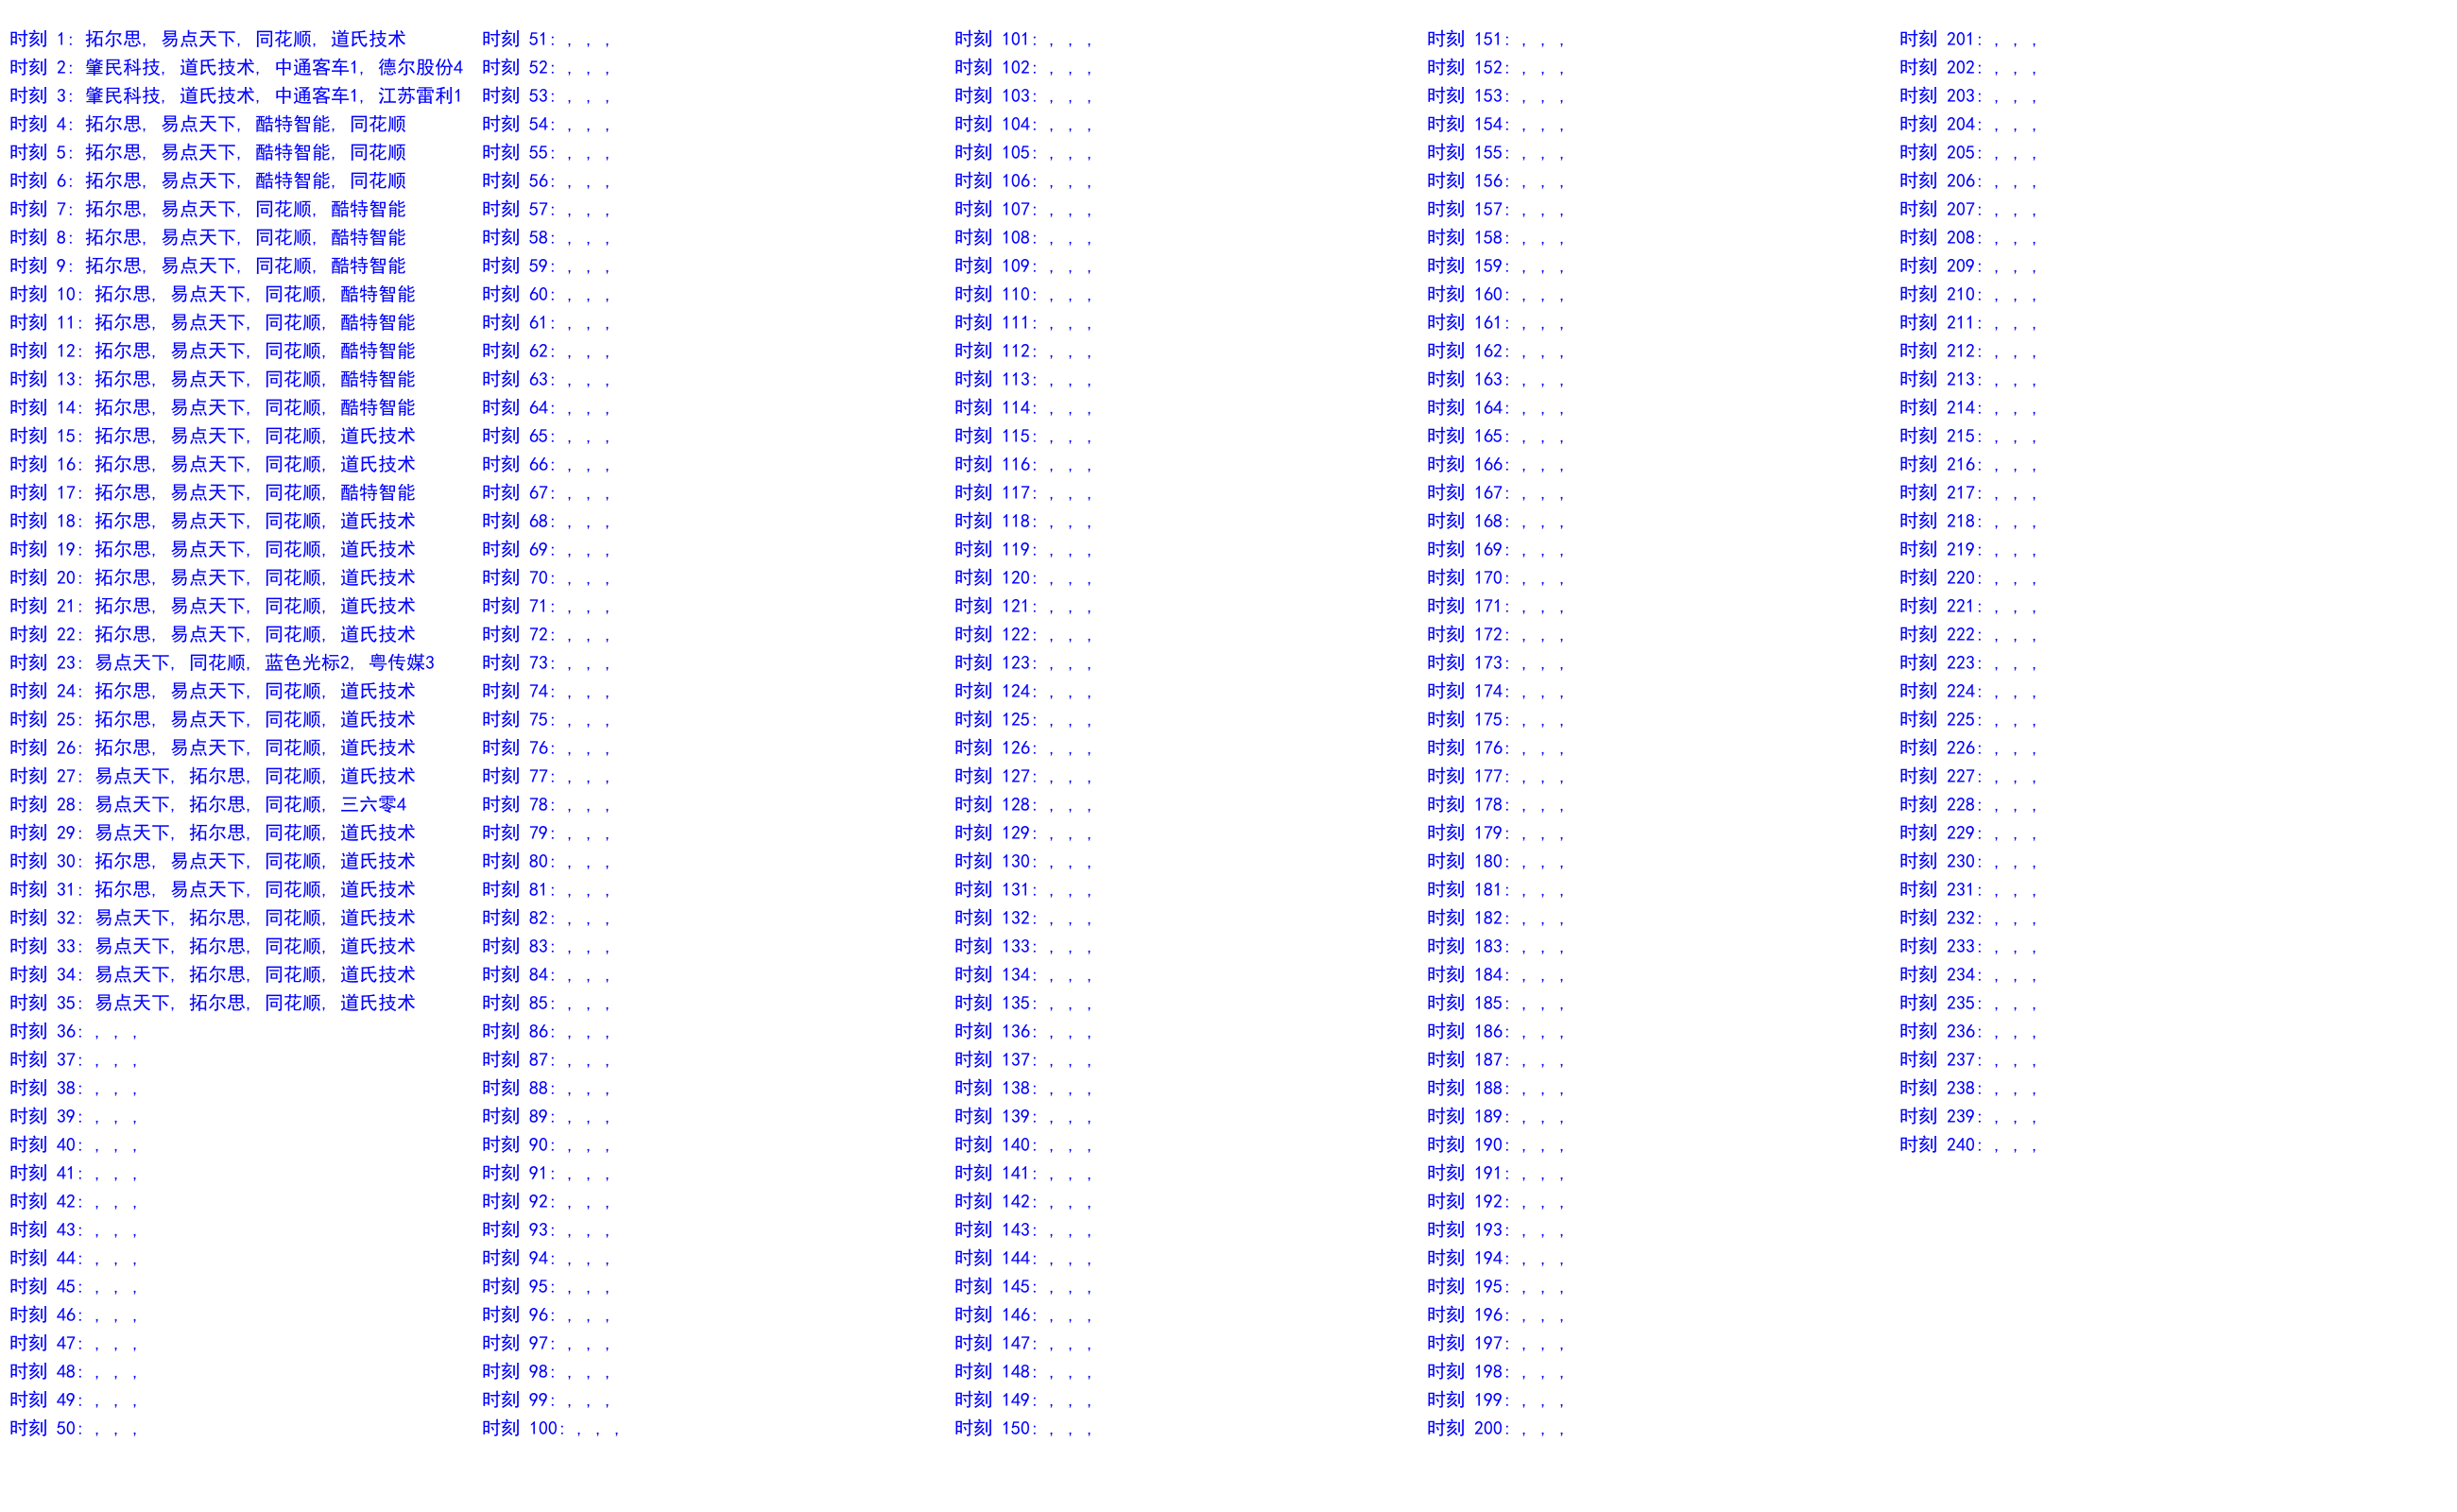 时刻 1: 拓尔思, 易点天下, 同花顺, 道氏技术
时刻 2: 肇民科技, 道氏技术, 中通客车1, 德尔股份4
时刻 3: 肇民科技, 道氏技术, 中通客车1, 江苏雷利1
时刻 4: 拓尔思, 易点天下, 酷特智能, 同花顺
时刻 5: 拓尔思, 易点天下, 酷特智能, 同花顺
时刻 6: 拓尔思, 易点天下, 酷特智能, 同花顺
时刻 7: 拓尔思, 易点天下, 同花顺, 酷特智能
时刻 8: 拓尔思, 易点天下, 同花顺, 酷特智能
时刻 9: 拓尔思, 易点天下, 同花顺, 酷特智能
时刻 10: 拓尔思, 易点天下, 同花顺, 酷特智能
时刻 11: 拓尔思, 易点天下, 同花顺, 酷特智能
时刻 12: 拓尔思, 易点天下, 同花顺, 酷特智能
时刻 13: 拓尔思, 易点天下, 同花顺, 酷特智能
时刻 14: 拓尔思, 易点天下, 同花顺, 酷特智能
时刻 15: 拓尔思, 易点天下, 同花顺, 道氏技术
时刻 16: 拓尔思, 易点天下, 同花顺, 道氏技术
时刻 17: 拓尔思, 易点天下, 同花顺, 酷特智能
时刻 18: 拓尔思, 易点天下, 同花顺, 道氏技术
时刻 19: 拓尔思, 易点天下, 同花顺, 道氏技术
时刻 20: 拓尔思, 易点天下, 同花顺, 道氏技术
时刻 21: 拓尔思, 易点天下, 同花顺, 道氏技术
时刻 22: 拓尔思, 易点天下, 同花顺, 道氏技术
时刻 23: 易点天下, 同花顺, 蓝色光标2, 粤传媒3
时刻 24: 拓尔思, 易点天下, 同花顺, 道氏技术
时刻 25: 拓尔思, 易点天下, 同花顺, 道氏技术
时刻 26: 拓尔思, 易点天下, 同花顺, 道氏技术
时刻 27: 易点天下, 拓尔思, 同花顺, 道氏技术
时刻 28: 易点天下, 拓尔思, 同花顺, 三六零4
时刻 29: 易点天下, 拓尔思, 同花顺, 道氏技术
时刻 30: 拓尔思, 易点天下, 同花顺, 道氏技术
时刻 31: 拓尔思, 易点天下, 同花顺, 道氏技术
时刻 32: 易点天下, 拓尔思, 同花顺, 道氏技术
时刻 33: 易点天下, 拓尔思, 同花顺, 道氏技术
时刻 34: 易点天下, 拓尔思, 同花顺, 道氏技术
时刻 35: 易点天下, 拓尔思, 同花顺, 道氏技术
时刻 36: , , ,
时刻 37: , , ,
时刻 38: , , ,
时刻 39: , , ,
时刻 40: , , ,
时刻 41: , , ,
时刻 42: , , ,
时刻 43: , , ,
时刻 44: , , ,
时刻 45: , , ,
时刻 46: , , ,
时刻 47: , , ,
时刻 48: , , ,
时刻 49: , , ,
时刻 50: , , ,
时刻 51: , , ,
时刻 52: , , ,
时刻 53: , , ,
时刻 54: , , ,
时刻 55: , , ,
时刻 56: , , ,
时刻 57: , , ,
时刻 58: , , ,
时刻 59: , , ,
时刻 60: , , ,
时刻 61: , , ,
时刻 62: , , ,
时刻 63: , , ,
时刻 64: , , ,
时刻 65: , , ,
时刻 66: , , ,
时刻 67: , , ,
时刻 68: , , ,
时刻 69: , , ,
时刻 70: , , ,
时刻 71: , , ,
时刻 72: , , ,
时刻 73: , , ,
时刻 74: , , ,
时刻 75: , , ,
时刻 76: , , ,
时刻 77: , , ,
时刻 78: , , ,
时刻 79: , , ,
时刻 80: , , ,
时刻 81: , , ,
时刻 82: , , ,
时刻 83: , , ,
时刻 84: , , ,
时刻 85: , , ,
时刻 86: , , ,
时刻 87: , , ,
时刻 88: , , ,
时刻 89: , , ,
时刻 90: , , ,
时刻 91: , , ,
时刻 92: , , ,
时刻 93: , , ,
时刻 94: , , ,
时刻 95: , , ,
时刻 96: , , ,
时刻 97: , , ,
时刻 98: , , ,
时刻 99: , , ,
时刻 100: , , ,
时刻 101: , , ,
时刻 102: , , ,
时刻 103: , , ,
时刻 104: , , ,
时刻 105: , , ,
时刻 106: , , ,
时刻 107: , , ,
时刻 108: , , ,
时刻 109: , , ,
时刻 110: , , ,
时刻 111: , , ,
时刻 112: , , ,
时刻 113: , , ,
时刻 114: , , ,
时刻 115: , , ,
时刻 116: , , ,
时刻 117: , , ,
时刻 118: , , ,
时刻 119: , , ,
时刻 120: , , ,
时刻 121: , , ,
时刻 122: , , ,
时刻 123: , , ,
时刻 124: , , ,
时刻 125: , , ,
时刻 126: , , ,
时刻 127: , , ,
时刻 128: , , ,
时刻 129: , , ,
时刻 130: , , ,
时刻 131: , , ,
时刻 132: , , ,
时刻 133: , , ,
时刻 134: , , ,
时刻 135: , , ,
时刻 136: , , ,
时刻 137: , , ,
时刻 138: , , ,
时刻 139: , , ,
时刻 140: , , ,
时刻 141: , , ,
时刻 142: , , ,
时刻 143: , , ,
时刻 144: , , ,
时刻 145: , , ,
时刻 146: , , ,
时刻 147: , , ,
时刻 148: , , ,
时刻 149: , , ,
时刻 150: , , ,
时刻 151: , , ,
时刻 152: , , ,
时刻 153: , , ,
时刻 154: , , ,
时刻 155: , , ,
时刻 156: , , ,
时刻 157: , , ,
时刻 158: , , ,
时刻 159: , , ,
时刻 160: , , ,
时刻 161: , , ,
时刻 162: , , ,
时刻 163: , , ,
时刻 164: , , ,
时刻 165: , , ,
时刻 166: , , ,
时刻 167: , , ,
时刻 168: , , ,
时刻 169: , , ,
时刻 170: , , ,
时刻 171: , , ,
时刻 172: , , ,
时刻 173: , , ,
时刻 174: , , ,
时刻 175: , , ,
时刻 176: , , ,
时刻 177: , , ,
时刻 178: , , ,
时刻 179: , , ,
时刻 180: , , ,
时刻 181: , , ,
时刻 182: , , ,
时刻 183: , , ,
时刻 184: , , ,
时刻 185: , , ,
时刻 186: , , ,
时刻 187: , , ,
时刻 188: , , ,
时刻 189: , , ,
时刻 190: , , ,
时刻 191: , , ,
时刻 192: , , ,
时刻 193: , , ,
时刻 194: , , ,
时刻 195: , , ,
时刻 196: , , ,
时刻 197: , , ,
时刻 198: , , ,
时刻 199: , , ,
时刻 200: , , ,
时刻 201: , , ,
时刻 202: , , ,
时刻 203: , , ,
时刻 204: , , ,
时刻 205: , , ,
时刻 206: , , ,
时刻 207: , , ,
时刻 208: , , ,
时刻 209: , , ,
时刻 210: , , ,
时刻 211: , , ,
时刻 212: , , ,
时刻 213: , , ,
时刻 214: , , ,
时刻 215: , , ,
时刻 216: , , ,
时刻 217: , , ,
时刻 218: , , ,
时刻 219: , , ,
时刻 220: , , ,
时刻 221: , , ,
时刻 222: , , ,
时刻 223: , , ,
时刻 224: , , ,
时刻 225: , , ,
时刻 226: , , ,
时刻 227: , , ,
时刻 228: , , ,
时刻 229: , , ,
时刻 230: , , ,
时刻 231: , , ,
时刻 232: , , ,
时刻 233: , , ,
时刻 234: , , ,
时刻 235: , , ,
时刻 236: , , ,
时刻 237: , , ,
时刻 238: , , ,
时刻 239: , , ,
时刻 240: , , ,